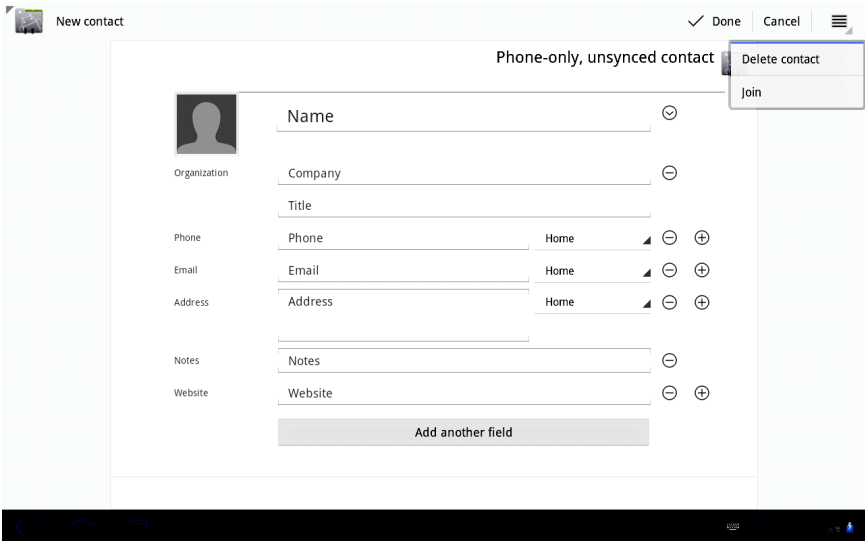 New contact
Done
Cancel
Phone-only, unsynced contact
Delete contact
Join
Name
Organization
Company
Title
Phone
Phone
Home
Email
Email
Home
Address
Address
Home
Notes
Notes
Website
Website
Add another field